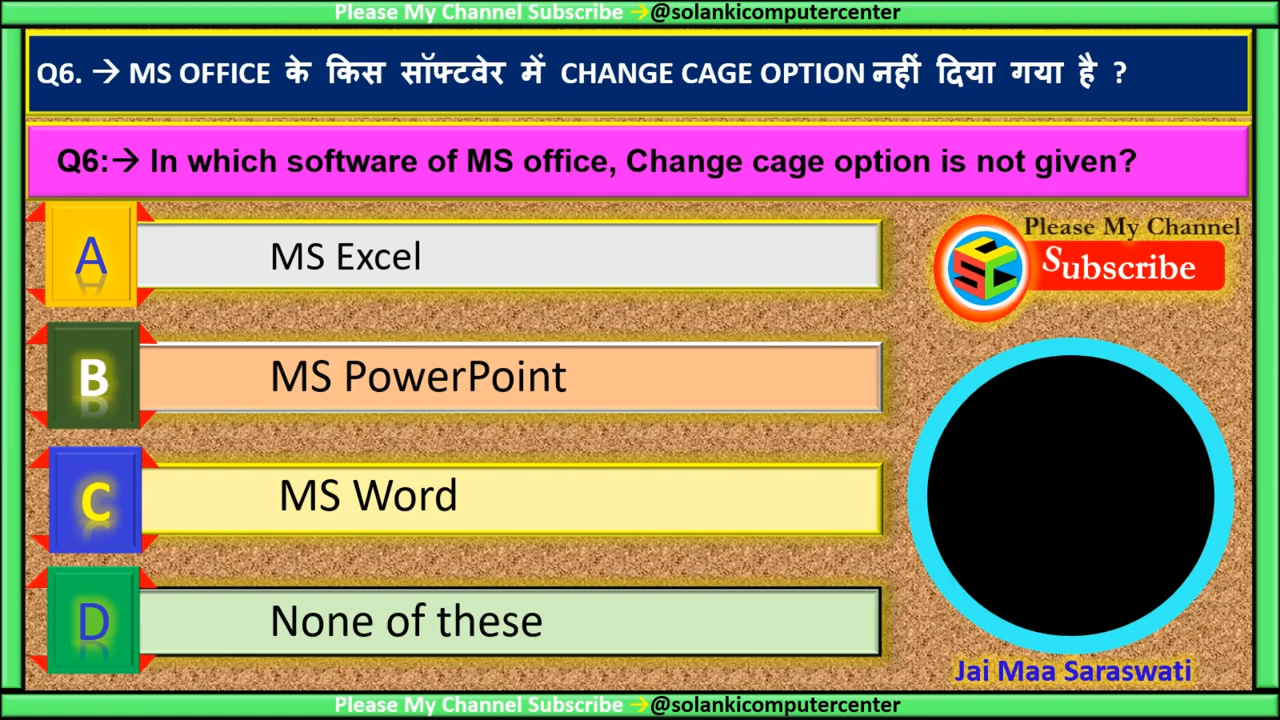 Please My Channel Subscribe →@solankicomputercenter
Q6. → MS OFFICE के किस सॉफ्टवेर में CHANGE CAGE OPTION नहीं दिया गया है ?
Q6:→ In which software of MS office, Change cage option is not given?
A MS Excel
Please My Channel
Subscribe
SCC
B MS PowerPoint
C MS Word
D None of these
Jai Maa Saraswati
Please My Channel Subscribe →@solankicomputercenter